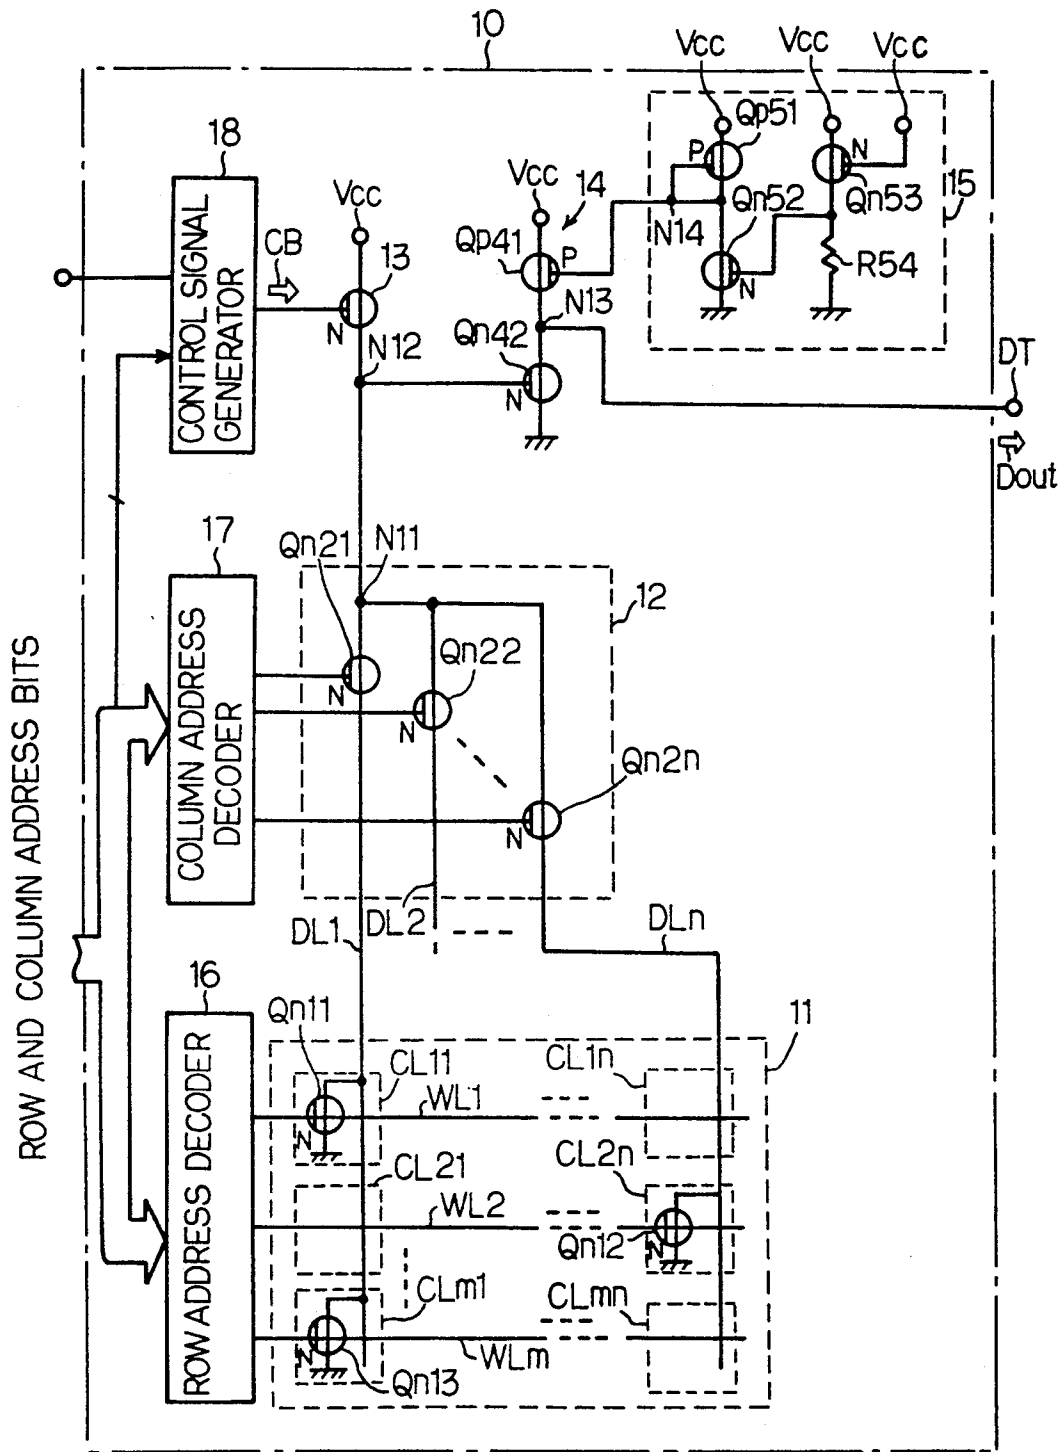 10
Vcc
Vcc
Vcc
Qp51
P
N
Qn52
Qn53
15
N14
N
R54
18
CONTROL SIGNAL
GENERATOR
CB
Vcc
13
N
N12
Vcc
14
Qp41
P
N13
Qn42
N
DT
Dout
17
COLUMN ADDRESS
DECODER
Qn21
N11
12
N
Qn22
N
Qn2n
N
DL1
DL2
DLn
ROW AND COLUMN ADDRESS BITS
16
ROW ADDRESS DECODER
11
Qn11
CL11
N
WL1
CL1n
CL21
WL2
CL2n
Qn12
N
CLm1
N
Qn13
WLm
CLmn